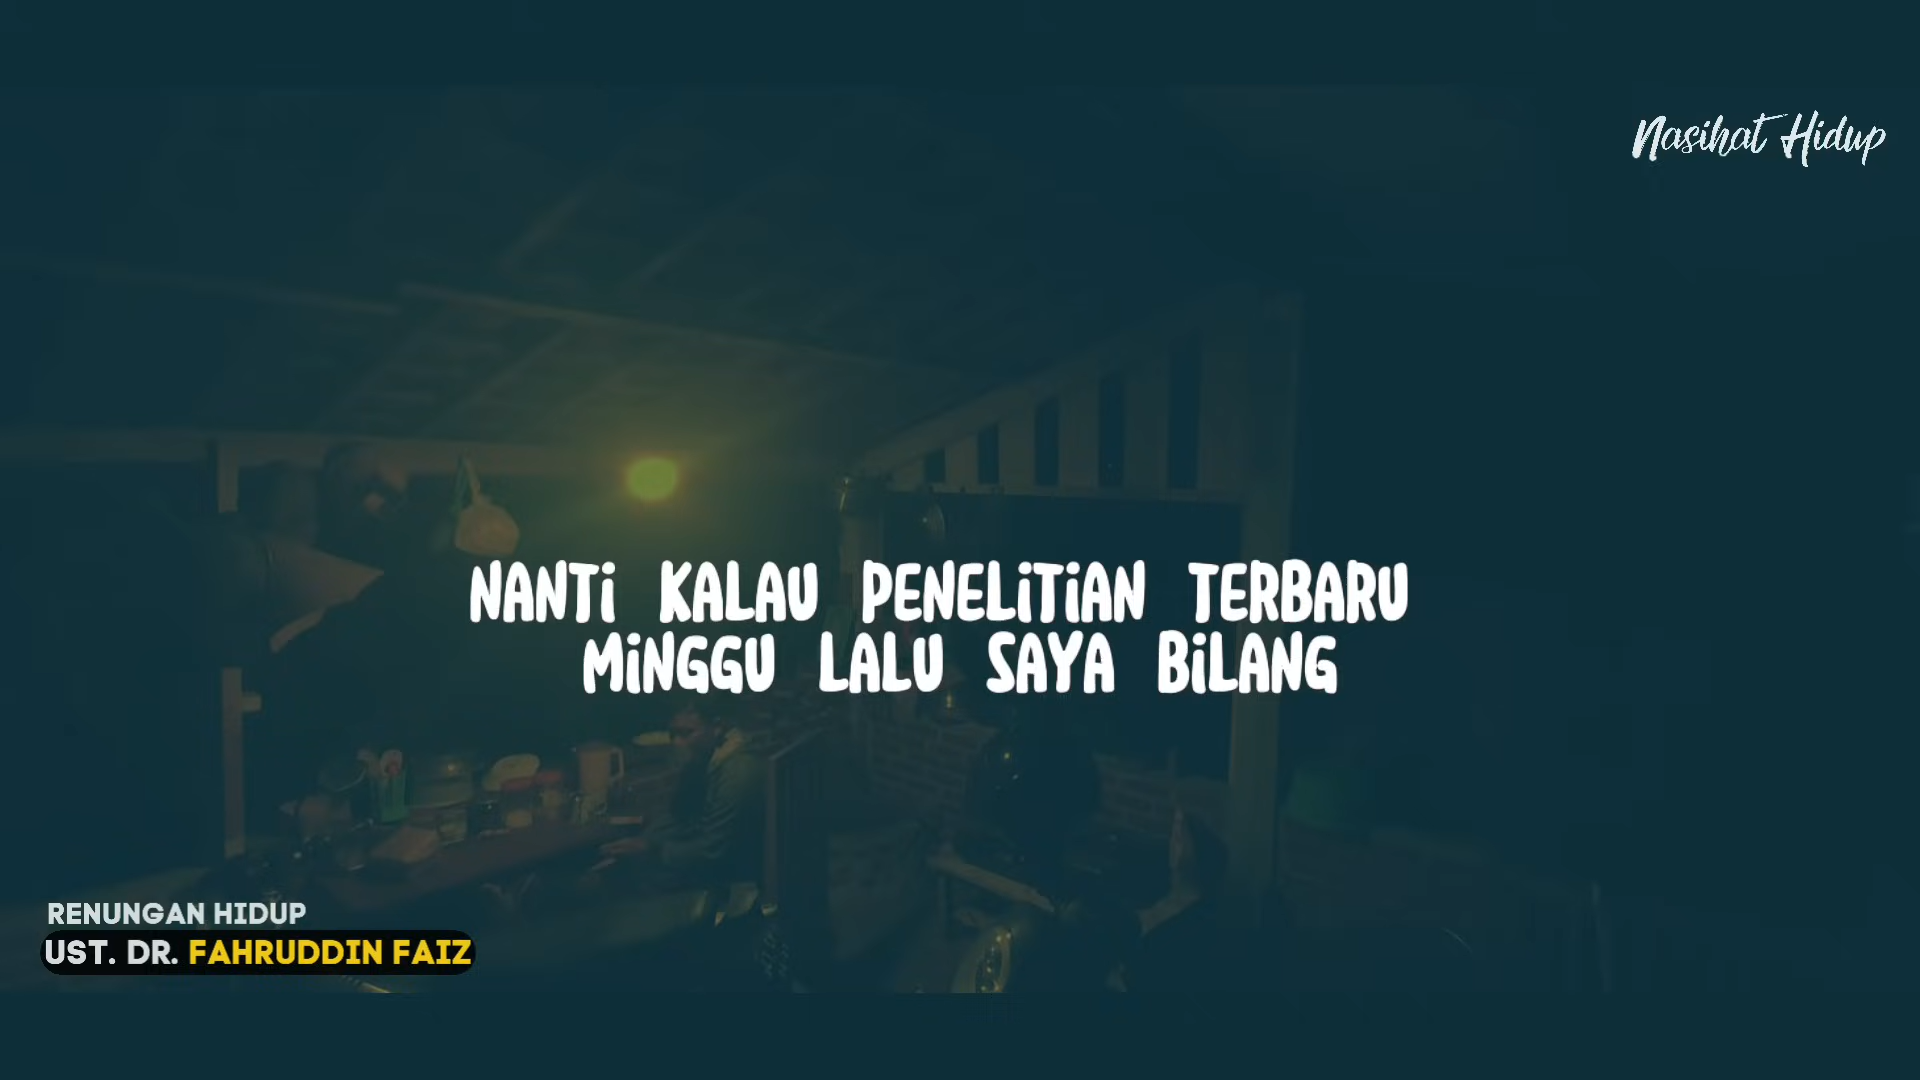 Nasihat Hidup
NANTi KALAU PENELiTiAN TERBARU
MiNGGU LALU SAYA BiLANG
RENUNGAN HIDUP
UST. DR. FAHRUDDIN FAIZ